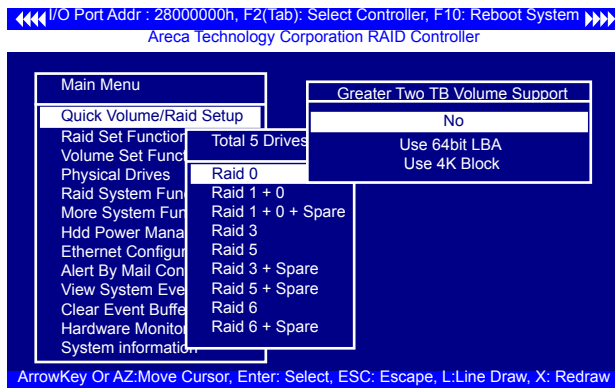 I/O Port Addr : 28000000h, F2(Tab): Select Controller, F10: Reboot System
Areca Technology Corporation RAID Controller
Main Menu
Quick Volume/Raid Setup
Raid Set Function
Volume Set Func
Physical Drives
Raid System Fun
More System Fun
Hdd Power Mana
Ethernet Configur
Alert By Mail Con
View System Eve
Clear Event Buffe
Hardware Monito
System information
Total 5 Drives
Raid 0
Raid 1 + 0
Raid 1 + 0 + Spare
Raid 3
Raid 5
Raid 3 + Spare
Raid 5 + Spare
Raid 6
Raid 6 + Spare
Greater Two TB Volume Support
No
Use 64bit LBA
Use 4K Block
ArrowKey Or AZ:Move Cursor, Enter: Select, ESC: Escape, L:Line Draw, X: Redraw